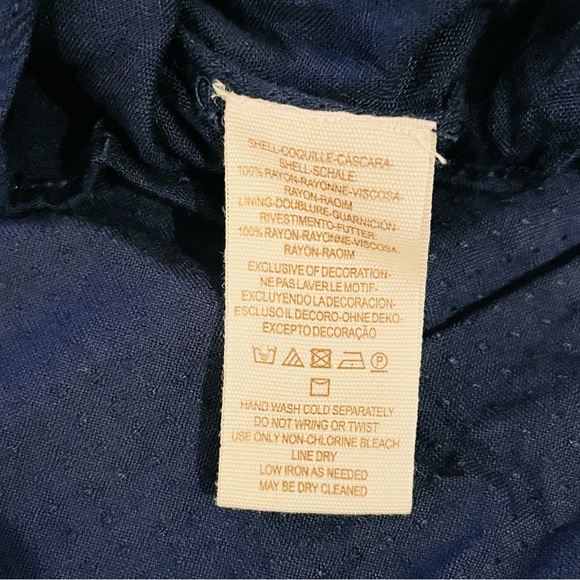 SHELL-COQUILLE-CÁSCARA-
SHELL-SCHALE:
100%RAYON-RAYONNE-VISCOSA-
RAYON-RAOIM
LINING-DOUBLURE-GUARNICIÓN-
RIVESTIMENTO-FUTTER:
100%RAYON-RAYONNE-VISCOSA-
RAYON-RAOIM
EXCLUSIVE OF DECORATION-
NE PAS LAVER LE MOTIF-
EXCLUYENDO LA DECORACION-
ESCLUSO IL DECORO-OHNE DEKO-
EXCEPTO DECORAÇÃO
P
HAND WASH COLD SEPARATELY
DO NOT WRING OR TWIST
USE ONLY NON-CHLORINE BLEACH
LINE DRY
LOW IRON AS NEEDED
MAY BE DRY CLEANED